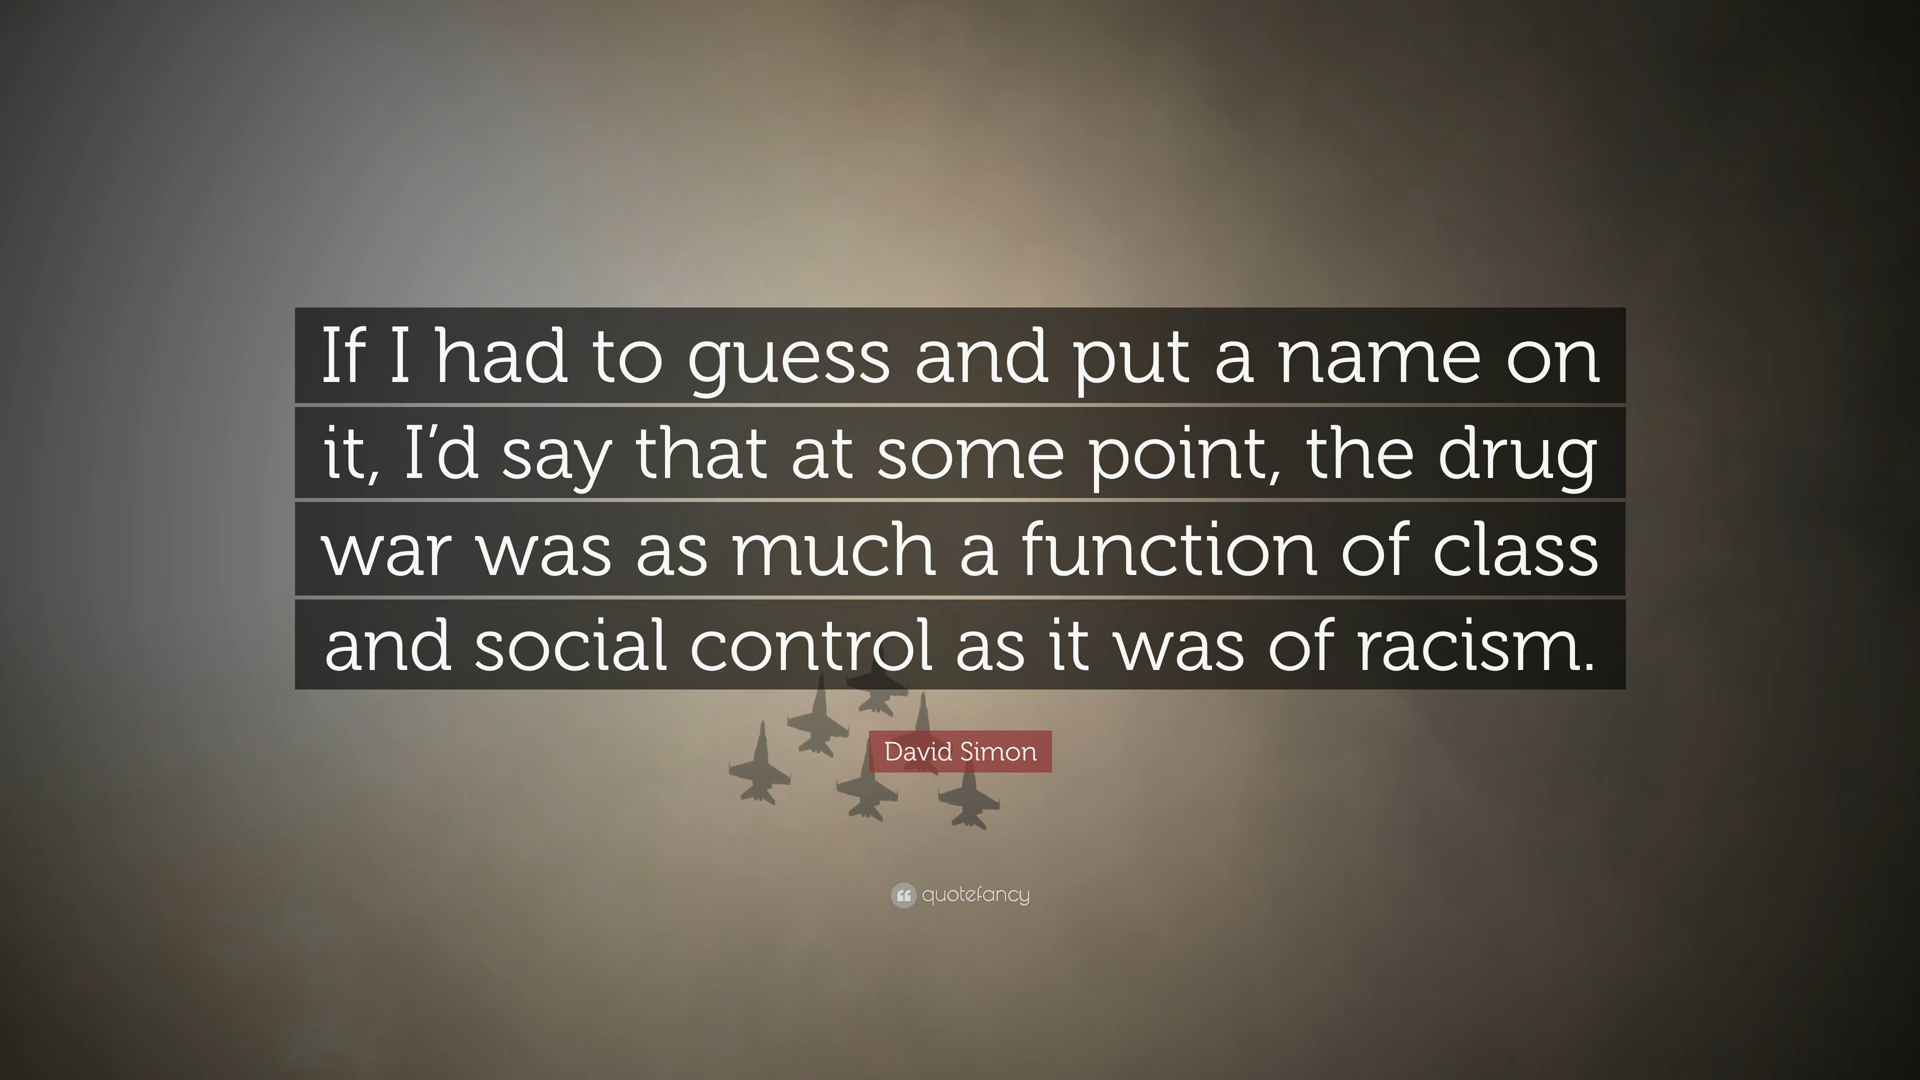 If I had to guess and put a name on
it, I’d say that at some point, the drug
war was as much a function of class
and social control as it was of racism.
David Simon
quotefancy